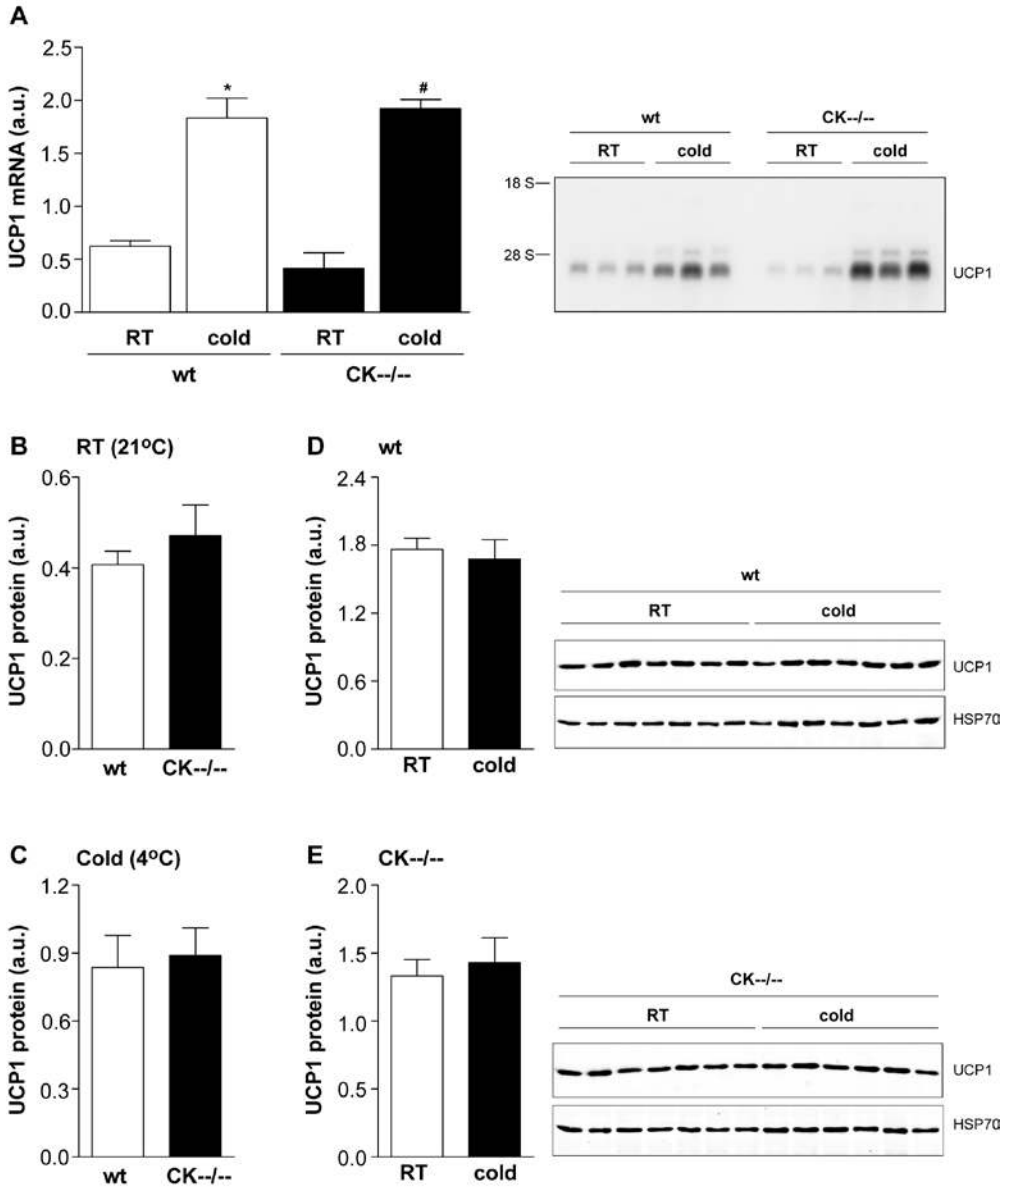 A
UCP1 mRNA (a.u.)
2.5
2.0
1.5
1.0
0.5
0.0
*
#
RT cold RT cold
wt CK--/--
wt CK--/--
RT cold RT cold
18 S
28 S
UCP1
B RT (21ºC)
UCP1 protein (a.u.)
0.6
0.4
0.2
0.0
wt CK--/--
D wt
UCP1 protein (a.u.)
2.4
1.8
1.2
0.6
0.0
RT cold
wt
RT cold
UCP1
HSP70
C Cold (4ºC)
UCP1 protein (a.u.)
1.2
0.9
0.6
0.3
0.0
wt CK--/--
E CK--/--
UCP1 protein (a.u.)
2.0
1.5
1.0
0.5
0.0
RT cold
CK--/--
RT cold
UCP1
HSP70